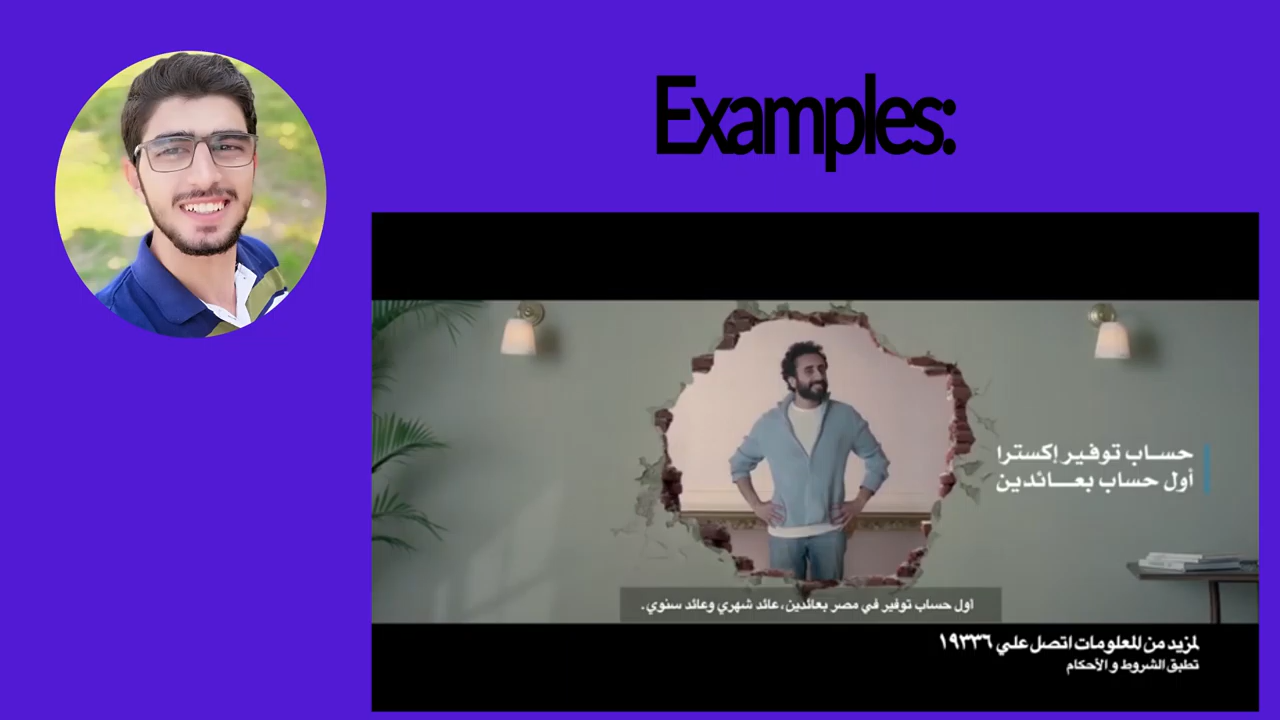 Examples:
حساب توفير إكسترا
أول حساب بعائدين
أول حساب توفير في مصر بعائدين، عائد شهري وعائد سنوي.
لمزيد من المعلومات اتصل علي ١٩٣٣٦
تطبق الشروط و الأحكام